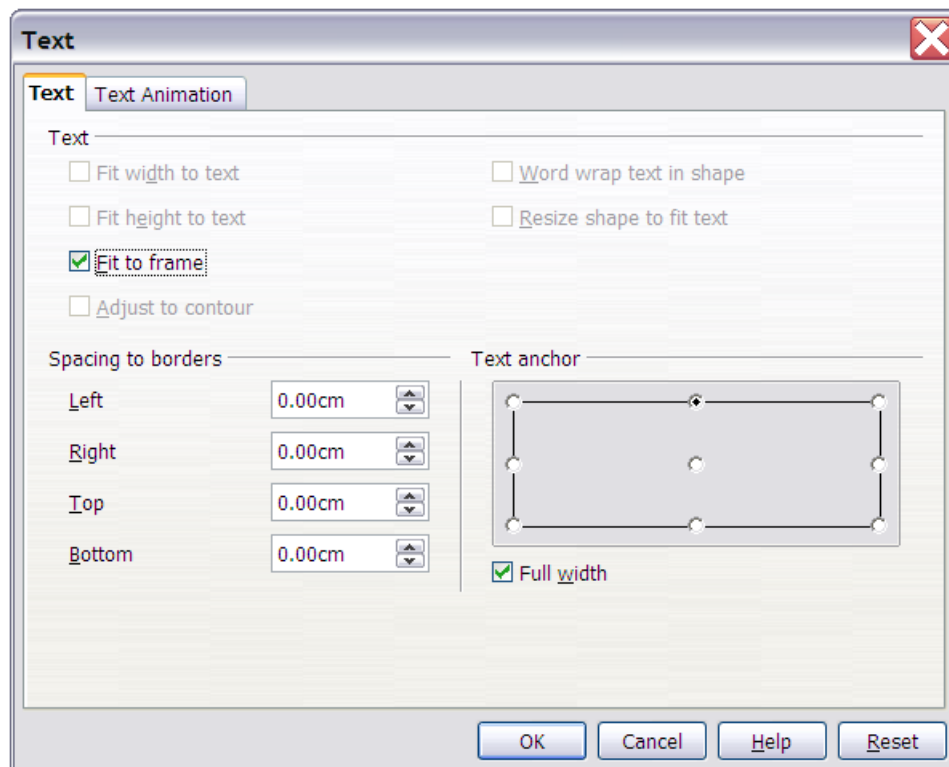 Text
Text Text Animation
Text
Fit width to text
Word wrap text in shape
Fit height to text
Resize shape to fit text
Fit to frame
Adjust to contour
Spacing to borders
Left 0.00cm
Right 0.00cm
Top 0.00cm
Bottom 0.00cm
Text anchor
Full width
OK Cancel Help Reset